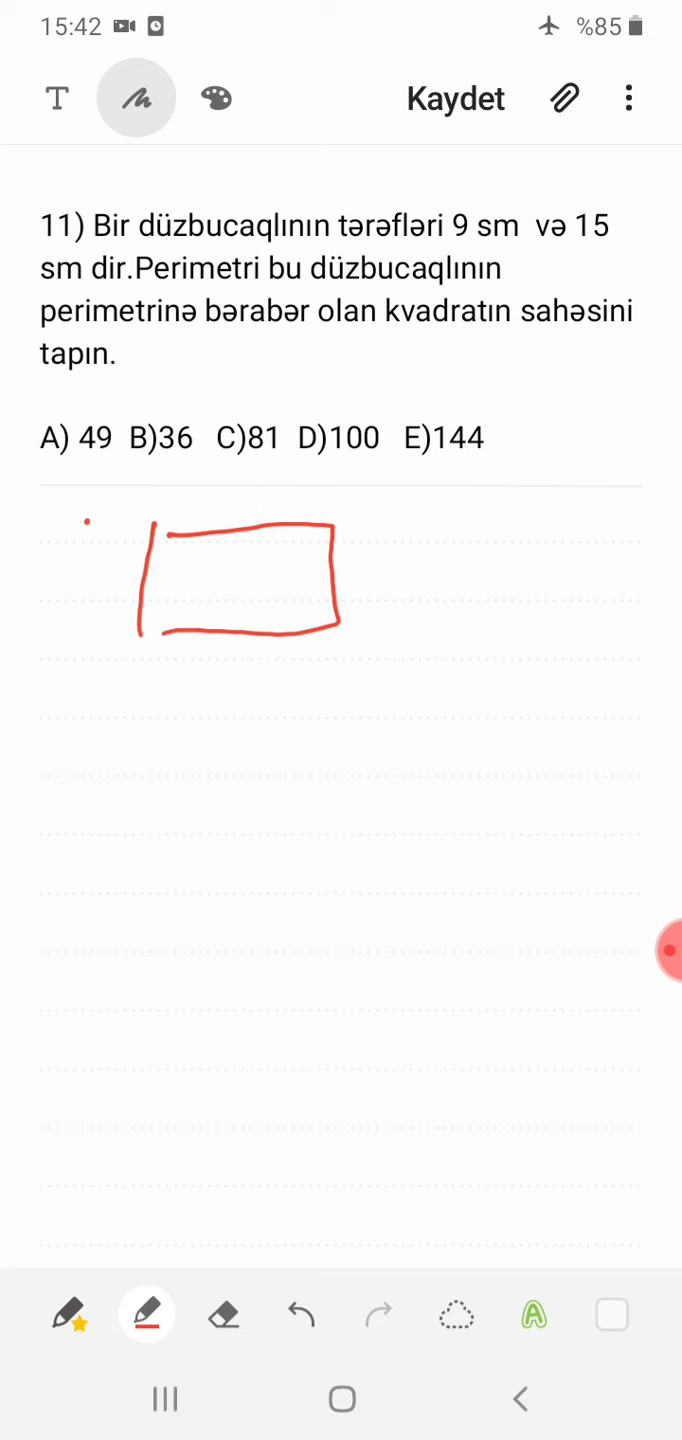 15:42 %85
Kaydet
11) Bir düzbucaqlının tərəfləri 9 sm və 15
sm dir.Perimetri bu düzbucaqlının
perimetrinə bərabər olan kvadratın sahəsini
tapın.
A) 49 B)36 C)81 D)100 E)144